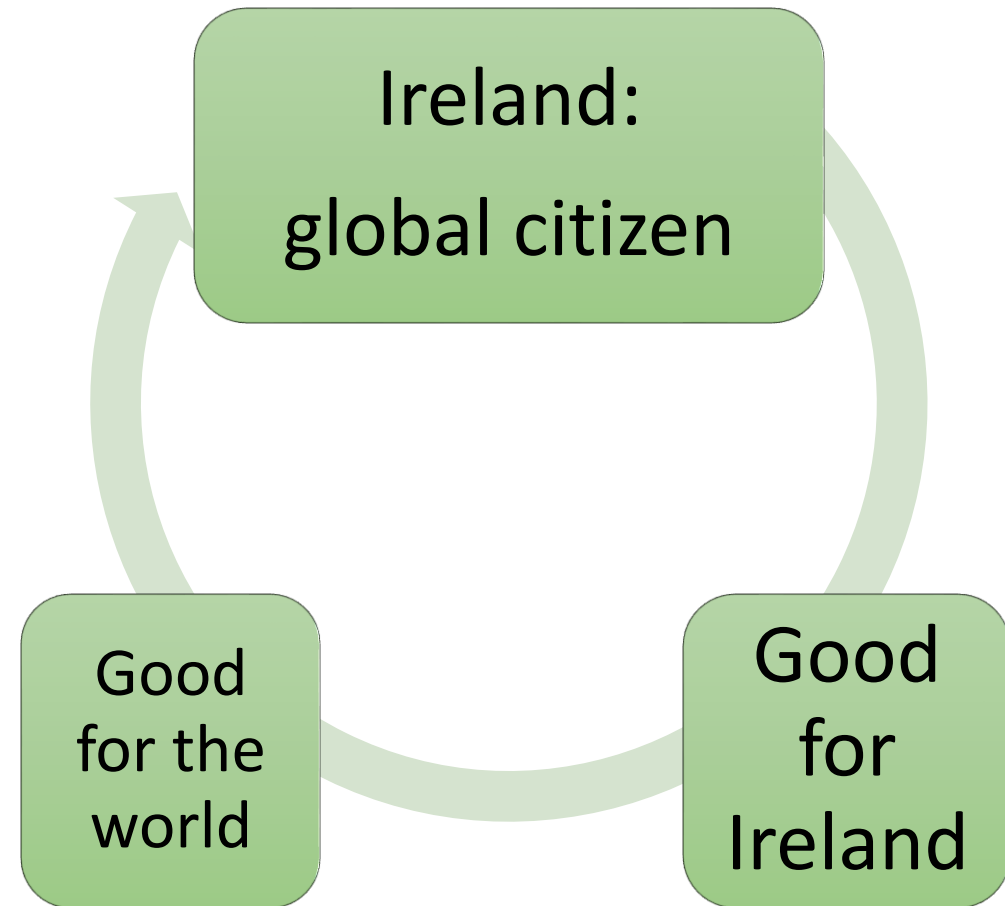 Ireland:
global citizen
Good
for
Ireland
Good
for the
world